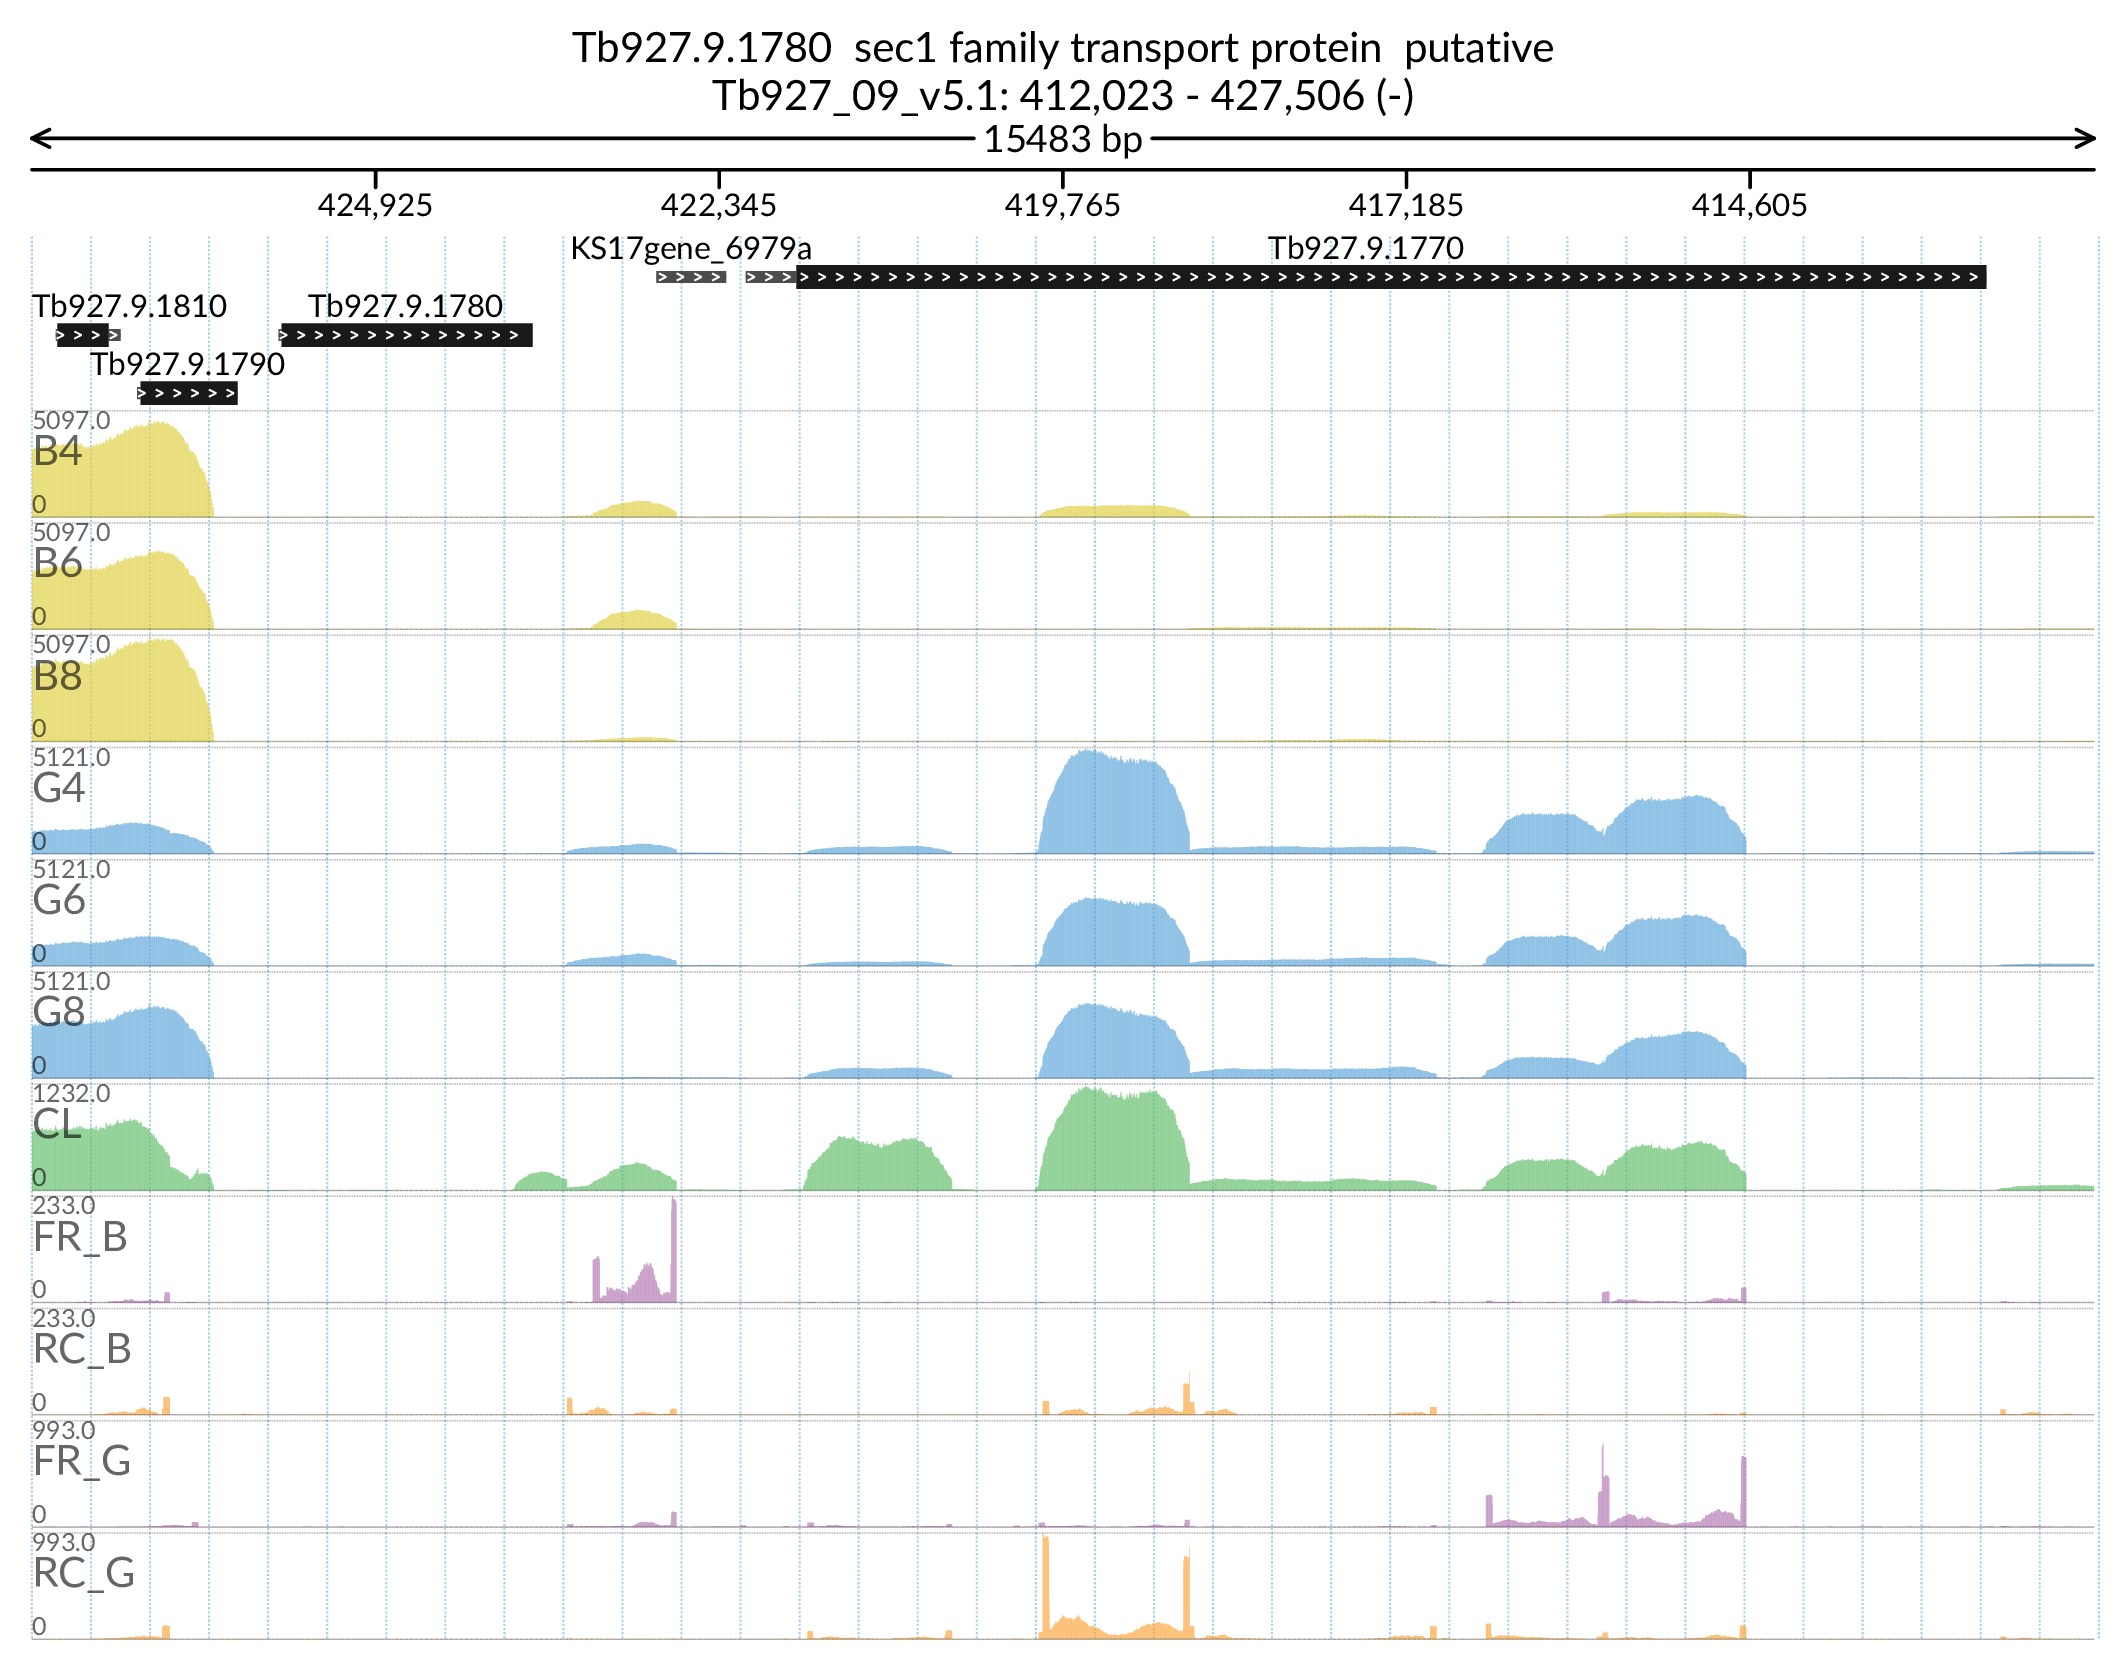 Tb927.9.1780  sec1 family transport protein  putative
Tb927_09_v5.1: 412,023 - 427,506 (-)
15483 bp
424,925 422,345 419,765 417,185 414,605
KS17gene_6979a Tb927.9.1770
Tb927.9.1810 Tb927.9.1780
Tb927.9.1790
5097.0
B4
0
5097.0
B6
0
5097.0
B8
0
5121.0
G4
0
5121.0
G6
0
5121.0
G8
0
1232.0
CL
0
233.0
FR_B
0
233.0
RC_B
0
993.0
FR_G
0
993.0
RC_G
0